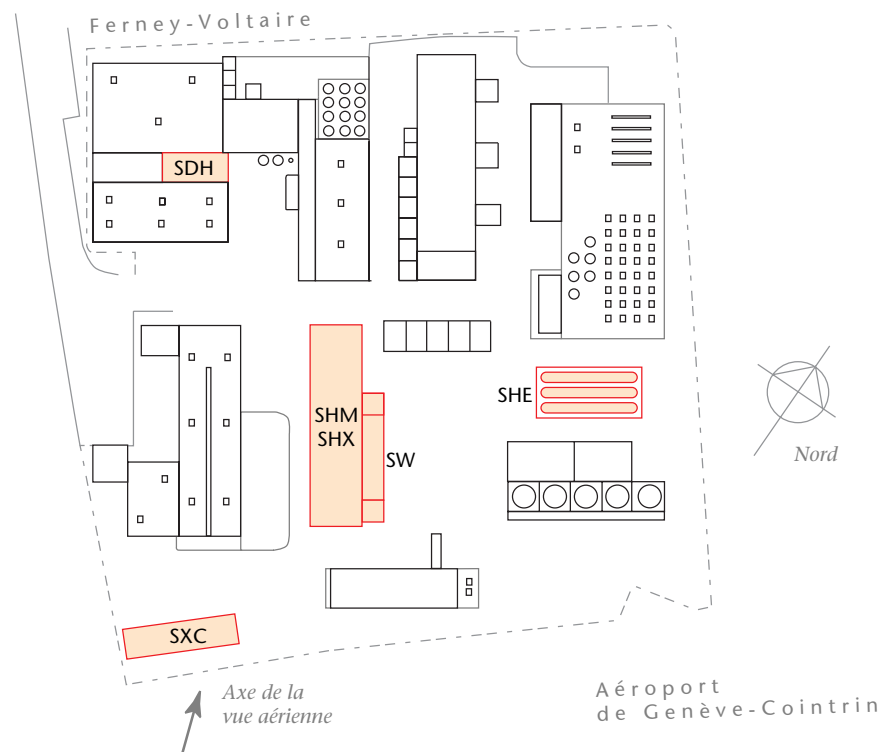 Ferney-Voltaire
SDH
SHM
SHX
SW
SHE
Nord
SXC
Axe de la
vue aérienne
Aéroport
de Genève-Cointrin